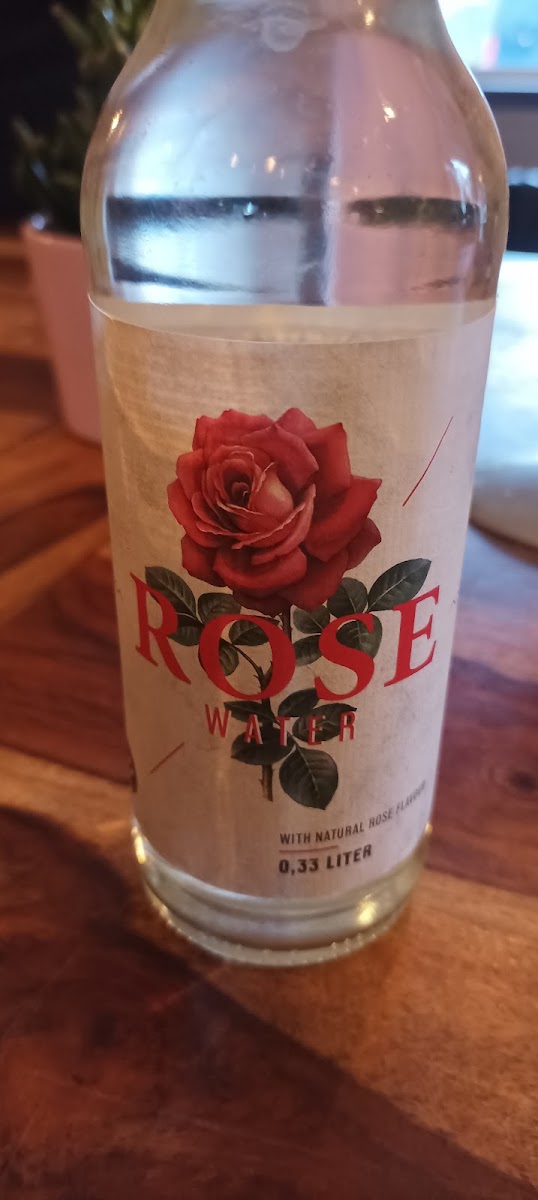 ROSE
WATER
WITH NATURAL ROSE FLAVOUR
0,33 LITER